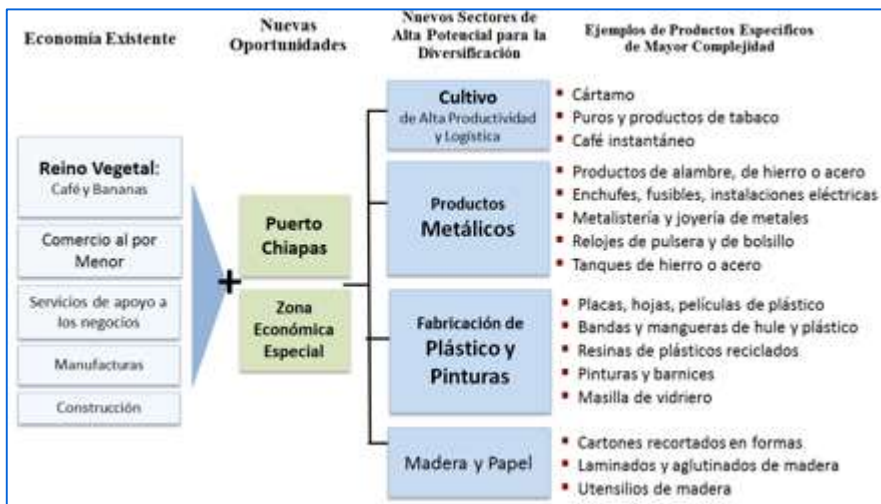 Economía Existente
Nuevas
Oportunidades
Nuevos Sectores de
Alta Potencial para la
Diversificación
Ejemplos de Productos Específicos
de Mayor Complejidad
Reino Vegetal:
Café y Bananas
Comercio al por
Menor
Servicios de apoyo a
los negocios
Manufacturas
Construcción
+
Puerto
Chiapas
Zona
Económica
Especial
Cultivo
de Alta Productividad
y Logística
▪ Cártamo
▪ Puros y productos de tabaco
▪ Café instantáneo
Productos
Metálicos
▪ Productos de alambre, de hierro o acero
▪ Enchufes, fusibles, instalaciones eléctricas
▪ Metalistería y joyería de metales
▪ Relojes de pulsera y de bolsillo
▪ Tanques de hierro o acero
Fabricación de
Plástico y
Pinturas
▪ Placas, hojas, películas de plástico
▪ Bandas y mangueras de hule y plástico
▪ Resinas de plásticos reciclados
▪ Pinturas y barnices
▪ Masilla de vidriero
Madera y Papel
▪ Cartones recortados en formas
▪ Laminados y aglutinados de madera
▪ Utensilios de madera